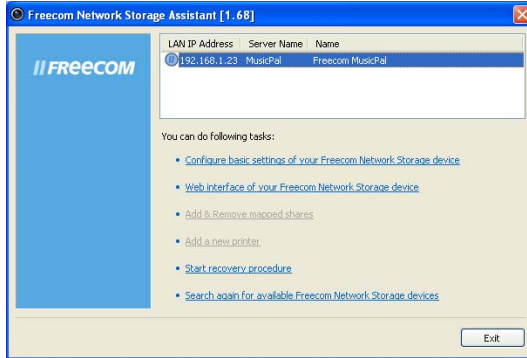 Freecom Network Storage Assistant [1.68]
FREECOM
LAN IP Address Server Name Name
192.168.1.23 MusicPal Freecom MusicPal
You can do following tasks:
• Configure basic settings of your Freecom Network Storage device
• Web interface of your Freecom Network Storage device
• Add & Remove mapped shares
• Add a new printer
• Start recovery procedure
• Search again for available Freecom Network Storage devices
Exit